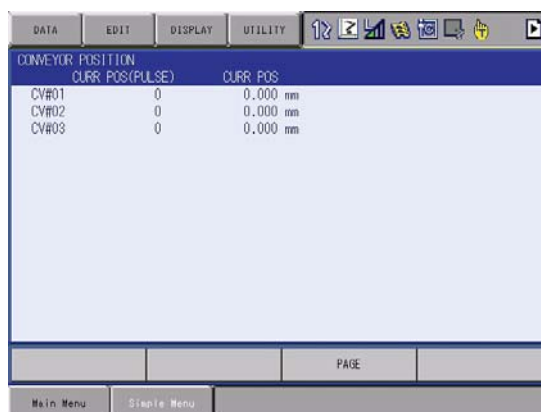 DATA EDIT DISPLAY UTILITY
CONVEYOR POSITION
CURR POS(PULSE) CURR POS
CV#01 0 0.000 mm
CV#02 0 0.000 mm
CV#03 0 0.000 mm
PAGE
Main Menu Simple Menu